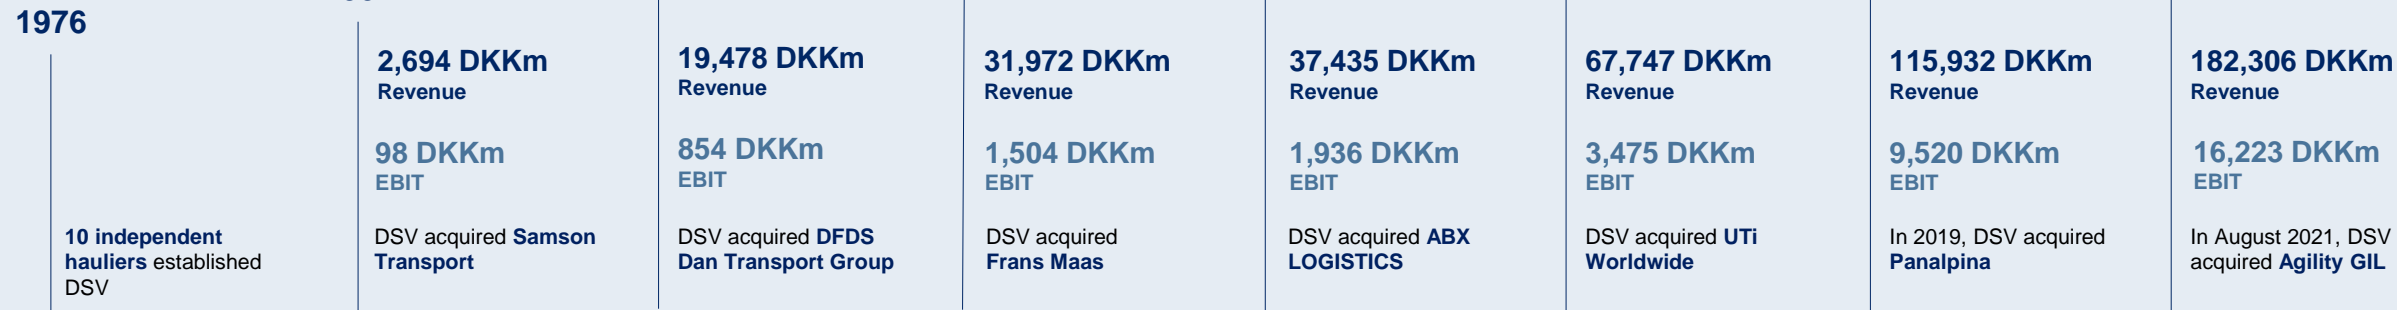 1976
10 independent
hauliers established
DSV
2,694 DKKm
Revenue
98 DKKm
EBIT
DSV acquired Samson
Transport
19,478 DKKm
Revenue
854 DKKm
EBIT
DSV acquired DFDS
Dan Transport Group
31,972 DKKm
Revenue
1,504 DKKm
EBIT
DSV acquired
Frans Maas
37,435 DKKm
Revenue
1,936 DKKm
EBIT
DSV acquired ABX
LOGISTICS
67,747 DKKm
Revenue
3,475 DKKm
EBIT
DSV acquired UTi
Worldwide
115,932 DKKm
Revenue
9,520 DKKm
EBIT
In 2019, DSV acquired
Panalpina
182,306 DKKm
Revenue
16,223 DKKm
EBIT
In August 2021, DSV
acquired Agility GIL